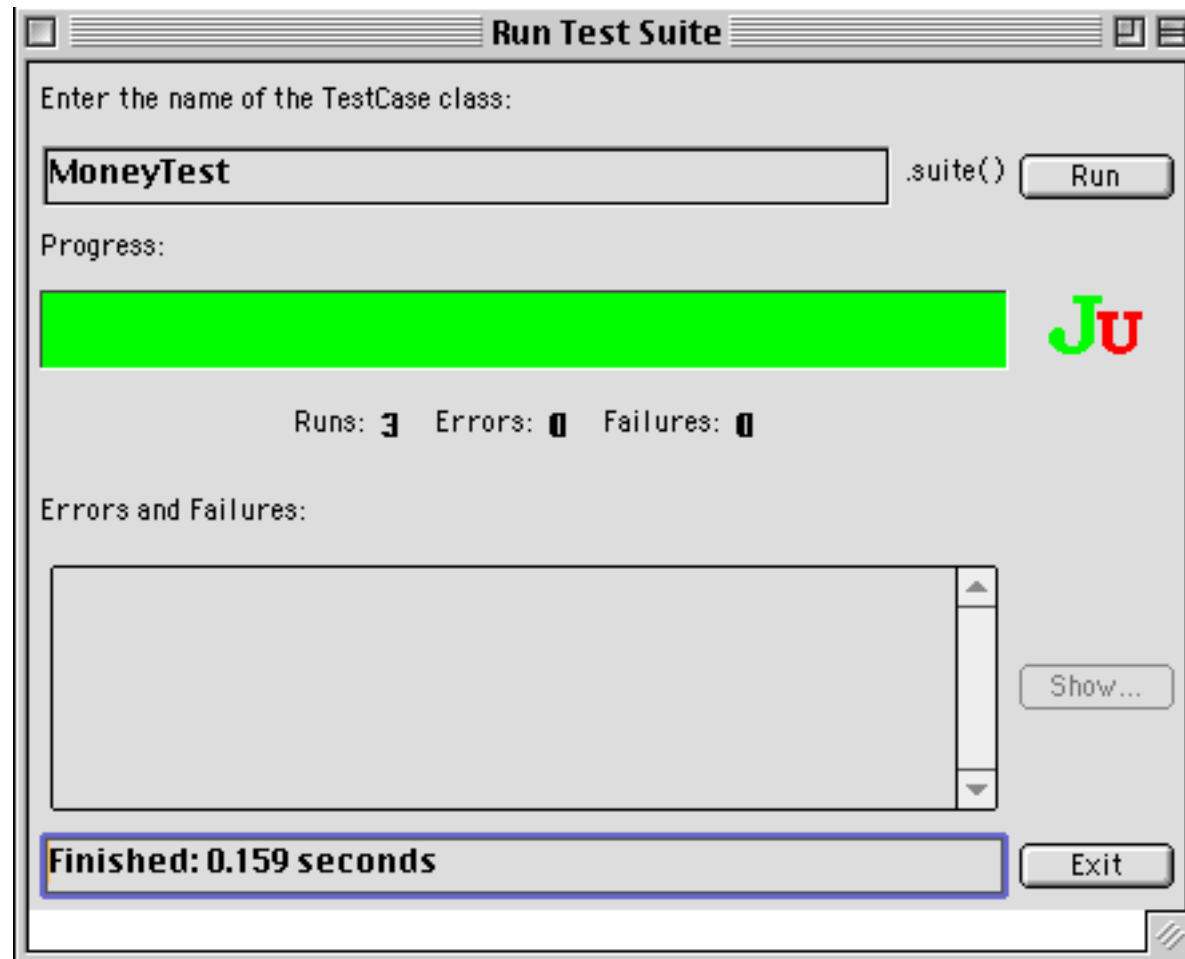 Run Test Suite
Enter the name of the TestCase class:
MoneyTest .suite() Run
Progress:
JU
Runs: 3 Errors: 0 Failures: 0
Errors and Failures:
Show...
Finished: 0.159 seconds Exit